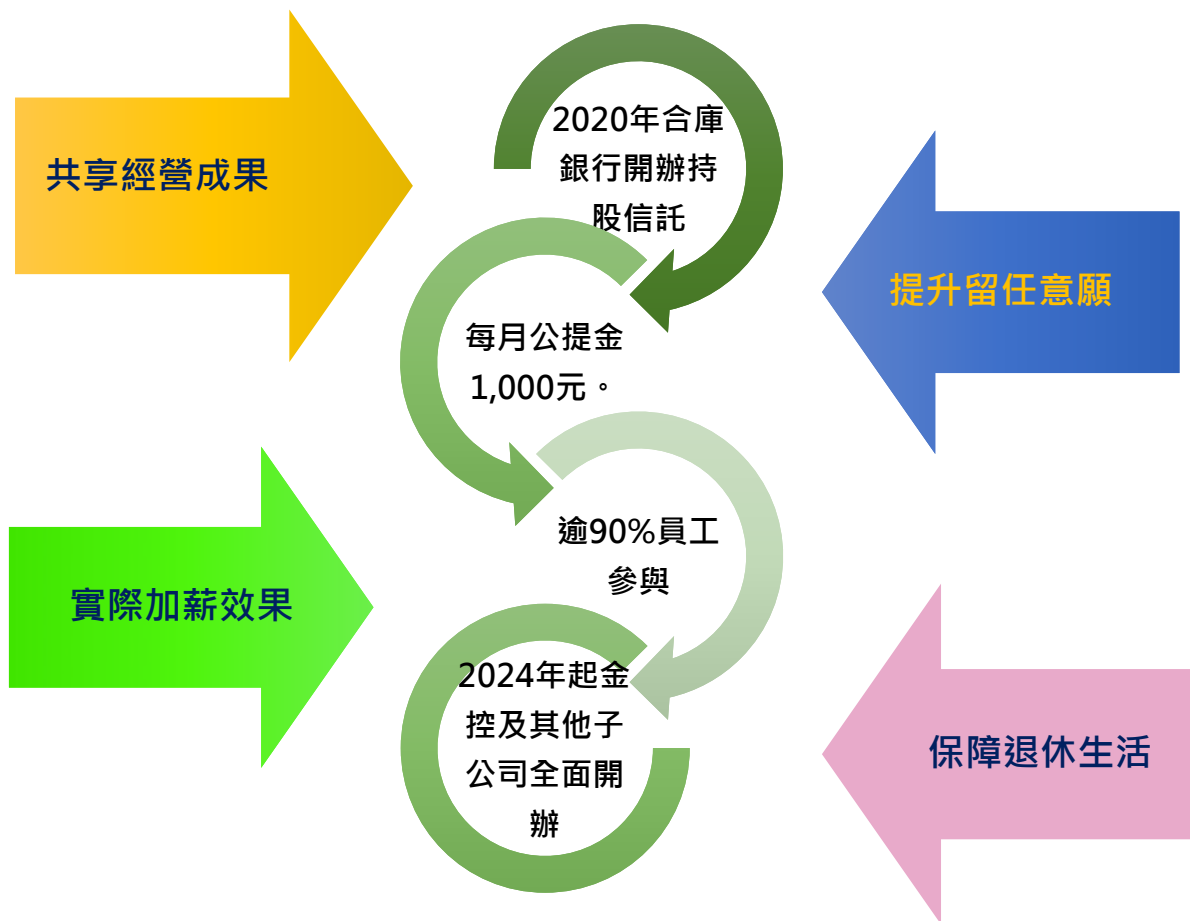 共享經營成果
2020年合庫
銀行開辦持
股信託
提升留任意願
每月公提金
1,000元。
逾90%員工
參與
實際加薪效果
2024年起金
控及其他子
公司全面開
辦
保障退休生活